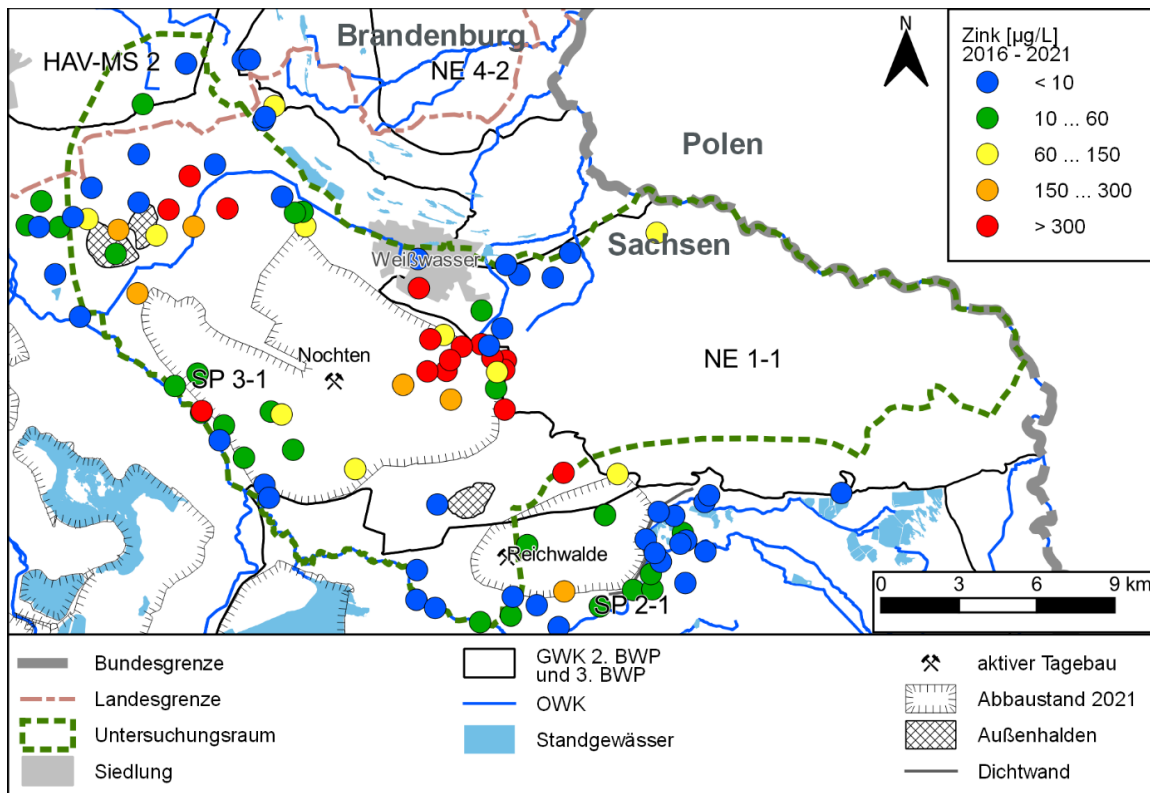 Brandenburg
HAV-MS 2
NE 4-2
N
Zink [µg/L]
2016 - 2021
< 10
10 ... 60
60 ... 150
150 ... 300
> 300
Polen
Sachsen
Weißwasser
Nochten
SP 3-1
NE 1-1
Reichwalde
SP 2-1
0 3 6 9 km
Bundesgrenze
Landesgrenze
Untersuchungsraum
Siedlung
GWK 2. BWP
und 3. BWP
OWK
Standgewässer
aktiver Tagebau
Abbaustand 2021
Außenhalden
Dichtwand